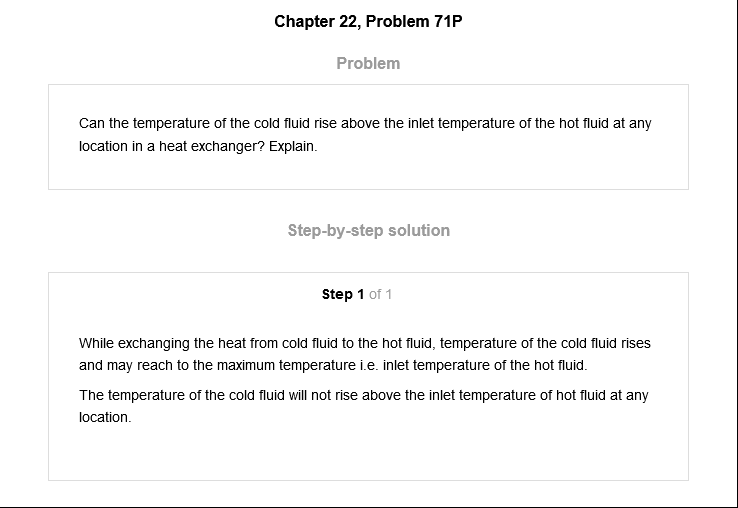 Chapter 22, Problem 71P
Problem
Can the temperature of the cold fluid rise above the inlet temperature of the hot fluid at any
location in a heat exchanger? Explain.
Step-by-step solution
Step 1 of 1
While exchanging the heat from cold fluid to the hot fluid, temperature of the cold fluid rises
and may reach to the maximum temperature i.e. inlet temperature of the hot fluid.
The temperature of the cold fluid will not rise above the inlet temperature of hot fluid at any
location.